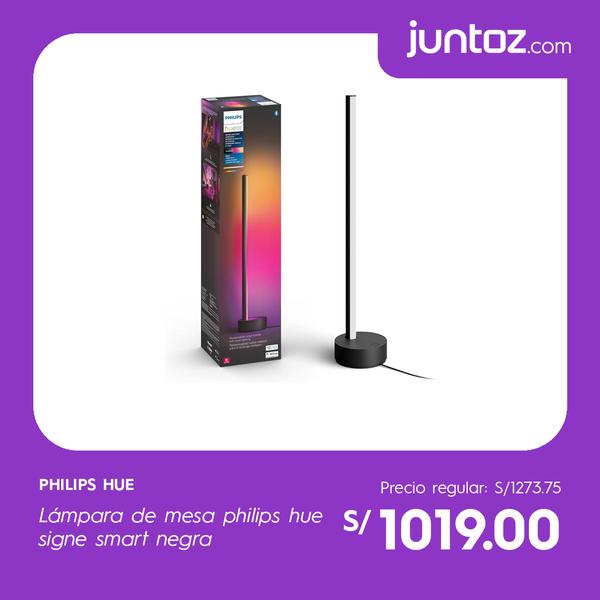 juntoz.com
PHILIPS
hue
PHILIPS HUE
Precio regular: S/1273.75
Lámpara de mesa philips hue
signe smart negra
S/ 1019.00